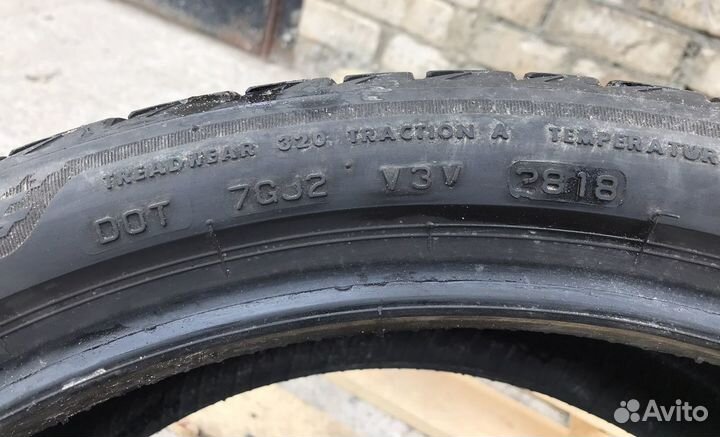 TREADWEAR 320 TRACTION A TEMPERATUR
DOT 7GJ2 V3V 2818
Avito